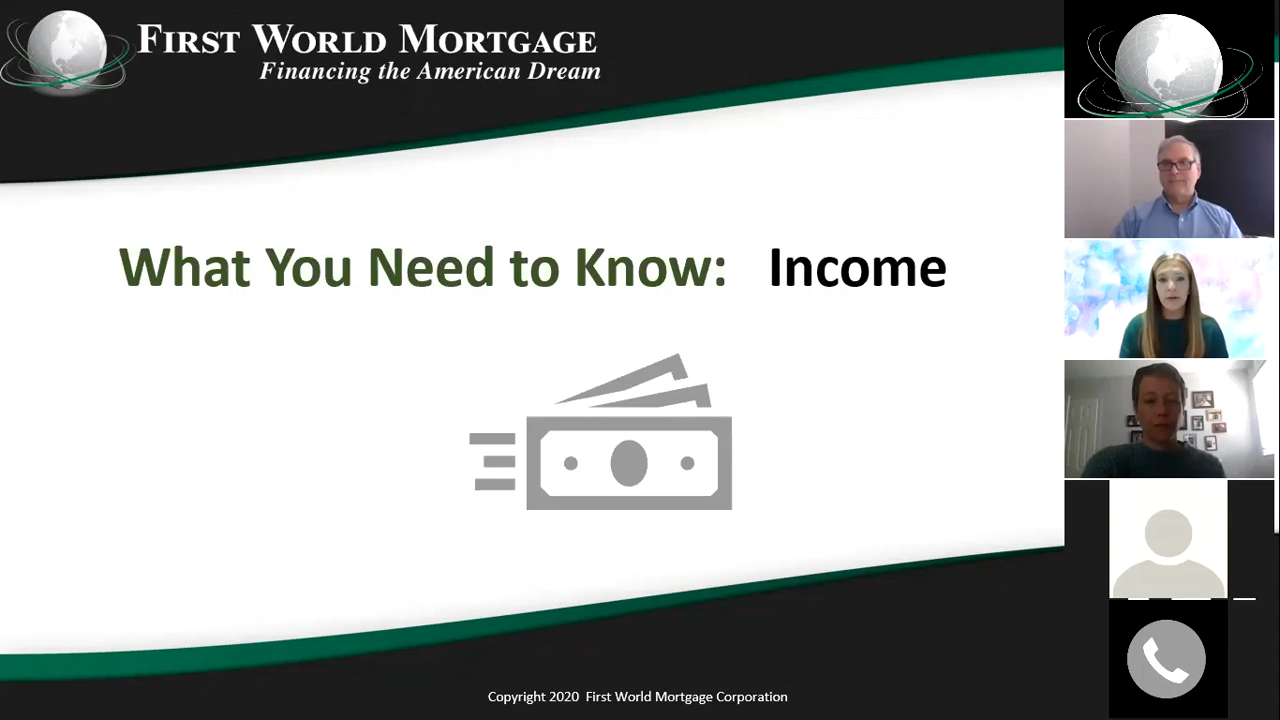 FIRST WORLD MORTGAGE
Financing the American Dream
What You Need to Know: Income
Copyright 2020 First World Mortgage Corporation